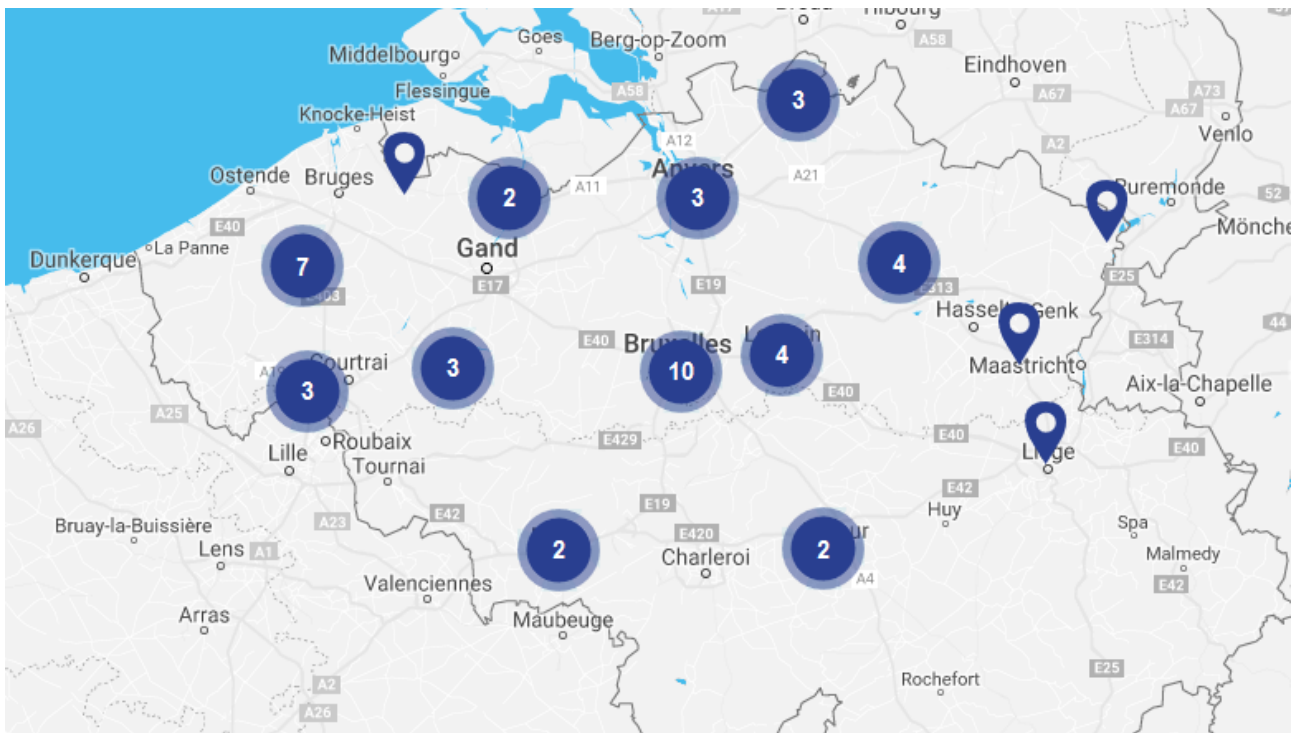 Middelbourg
Goes
Berg-op-Zoom
A58
Eindhoven
Flessingue
A58
A67
A73
A67
Knocke-Heist
3
Venlo
A12
A2
Ostende
Bruges
A11
A21
Ruremonde
52
2
3
E40
La Panne
Mönche
Gand
Dunkerque
7
4
E25
E17
E19
E313
Hasselt
Genk
44
E40
Bruxelles
E314
Courtrai
3
10
4
Maastricht
Aix-la-Chapelle
3
E40
A25
A26
Roubaix
E429
E40
E40
Lille
Tournai
Liège
E42
E19
Huy
Bruay-la-Buissière
A23
E42
Spa
E420
Lens
A1
2
2
Charleroi
Malmedy
Valenciennes
A4
E42
Arras
Maubeuge
E25
Rochefort
A2
A26